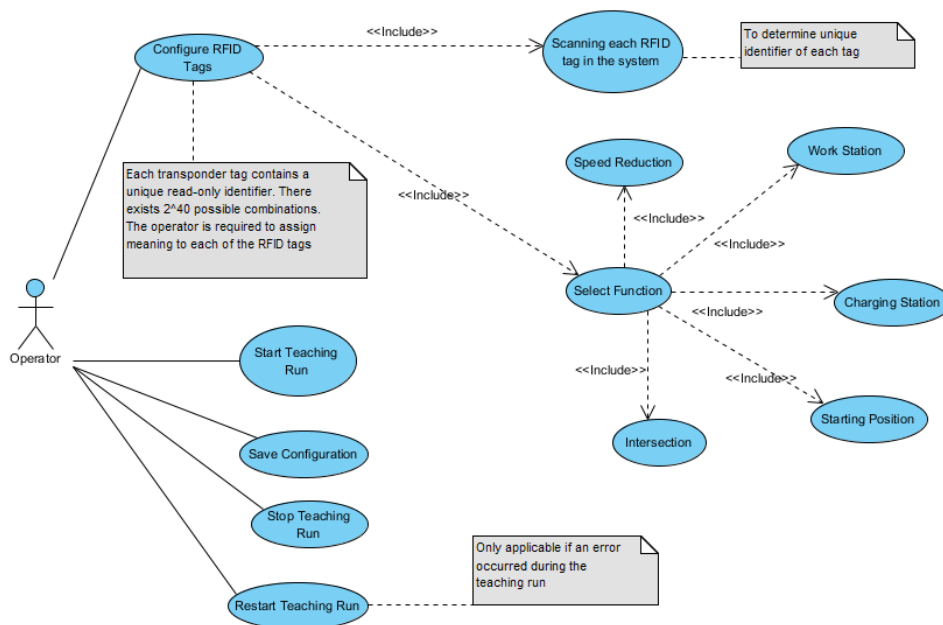 <<Include>>
Configure RFID
Tags
Scanning each RFID
tag in the system
To determine unique
identifier of each tag
Each transponder tag contains a
unique read-only identifier. There
exists 2^40 possible combinations.
The operator is required to assign
meaning to each of the RFID tags
Speed Reduction
Work Station
<<Include>>
<<Include>>
<<Include>>
Select Function
Charging Station
<<Include>>
Operator
Start Teaching
Run
<<Include>>
<<Include>>
Starting Position
Intersection
Save Configuration
Stop Teaching
Run
Only applicable if an error
occurred during the
teaching run
Restart Teaching Run